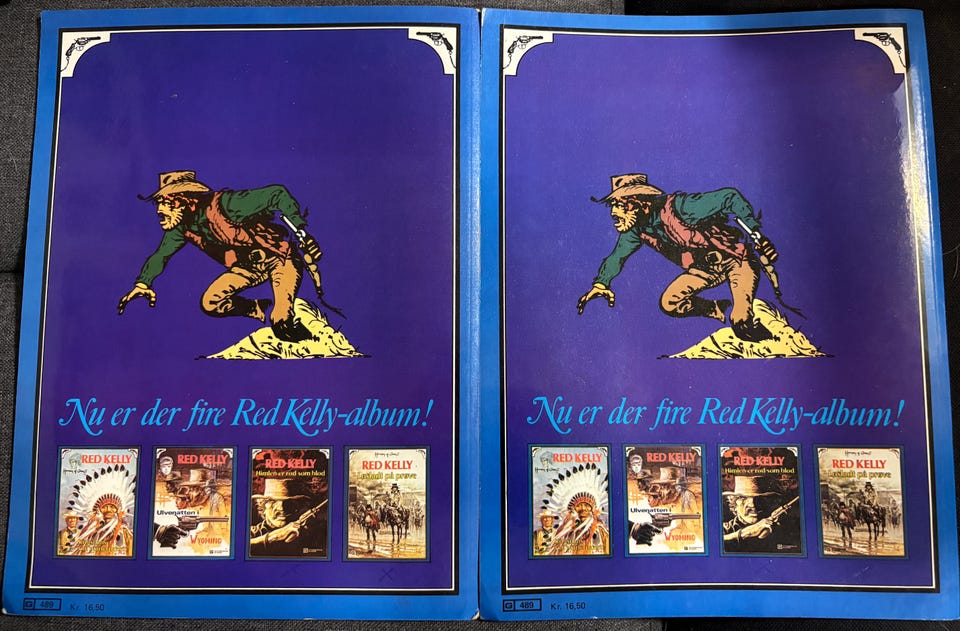 Nu er der fire Red Kelly-album!
RED KELLY
RED KELLY
Ulvenatten i
WYOMING
RED KELLY
Himlen er rød som blod
RED KELLY
Løsladt på prøve
G 489 Kr. 16,50
Nu er der fire Red Kelly-album!
RED KELLY
RED KELLY
Ulvenatten i
WYOMING
RED KELLY
Himlen er rød som blod
RED KELLY
Løsladt på prøve
G 489 Kr. 16,50